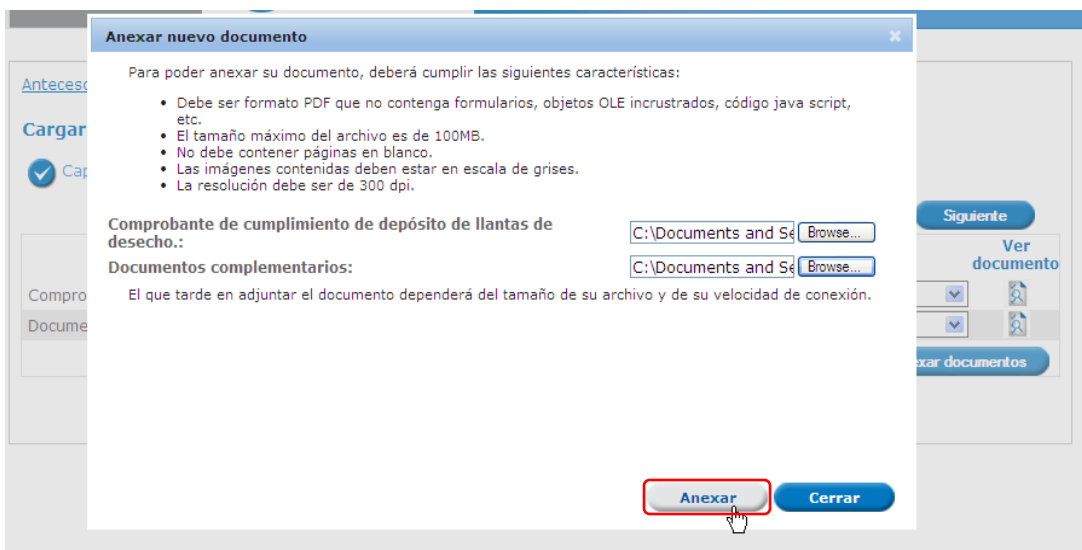 Anexar nuevo documento
Para poder anexar su documento, deberá cumplir las siguientes características:
• Debe ser formato PDF que no contenga formularios, objetos OLE incrustrados, código java script,
etc.
• El tamaño máximo del archivo es de 100MB.
• No debe contener páginas en blanco.
• Las imágenes contenidas deben estar en escala de grises.
• La resolución debe ser de 300 dpi.
Comprobante de cumplimiento de depósito de llantas de
desecho.:
C:\Documents and Se
Browse...
Documentos complementarios:
C:\Documents and Se
Browse...
El que tarde en adjuntar el documento dependerá del tamaño de su archivo y de su velocidad de conexión.
Anexar
Cerrar
Anteceso
Cargar
Cap
Siguiente
Ver
documento
Compro
Docume
xar documentos